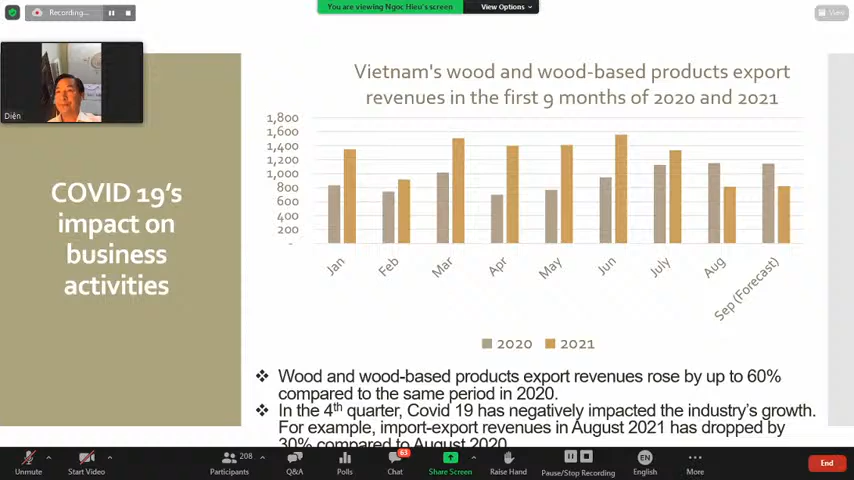 Recording...
You are viewing Ngoc Hieu's screen
View Options
View
Diên
COVID 19's
impact on
business
activities
Vietnam's wood and wood-based products export
revenues in the first 9 months of 2020 and 2021
1,800
1,600
1,400
1,200
1,000
800
600
400
200
-
Jan
Feb
Mar
Apr
May
Jun
July
Aug
Sep (Forecast)
2020
2021
❖ Wood and wood-based products export revenues rose by up to 60%
compared to the same period in 2020.
❖ In the 4th quarter, Covid 19 has negatively impacted the industry's growth.
For example, import-export revenues in August 2021 has dropped by
30% compared to August 2020.
Unmute
Start Video
208
Participants
Q&A
Polls
63
Chat
Share Screen
Raise Hand
Pause/Stop Recording
EN
English
More
End